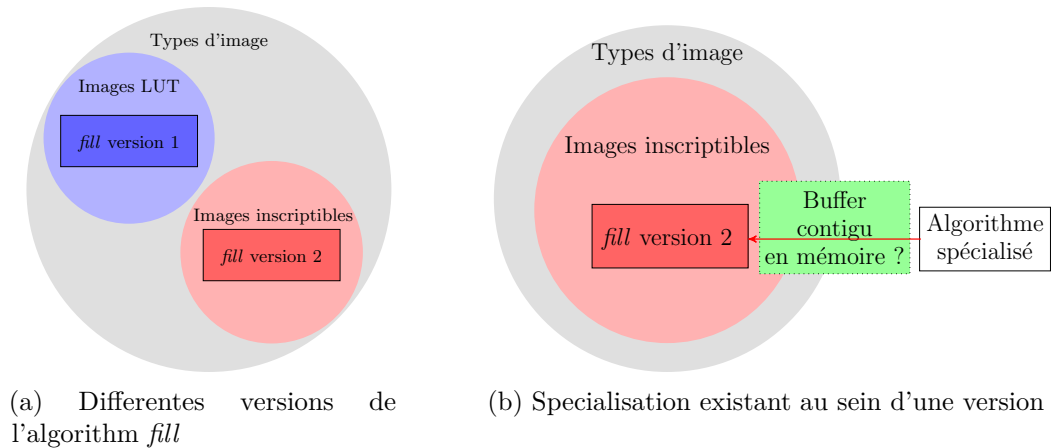 Types d'image
Images LUT
fill version 1
Images inscriptibles
fill version 2
(a) Differentes versions de
l'algorithm fill
Types d'image
Images inscriptibles
fill version 2
Buffer
contigu
en mémoire ?
Algorithme
spécialisé
(b) Specialisation existant au sein d'une version